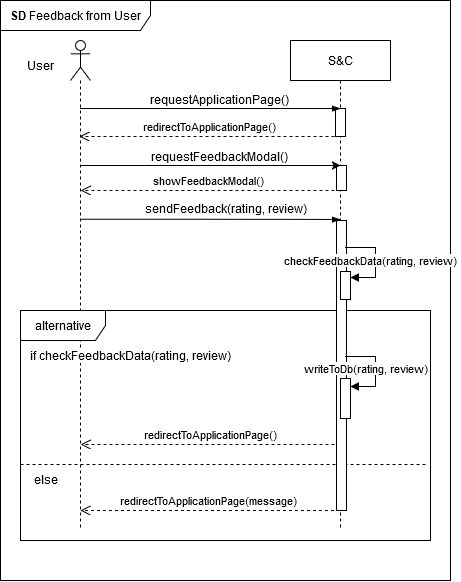 SD Feedback from User
User
S&C
requestApplicationPage()
redirectToApplicationPage()
requestFeedbackModal()
showFeedbackModal()
sendFeedback(rating, review)
checkFeedbackData(rating, review)
alternative
if checkFeedbackData(rating, review)
writeToDb(rating, review)
redirectToApplicationPage()
else
redirectToApplicationPage(message)